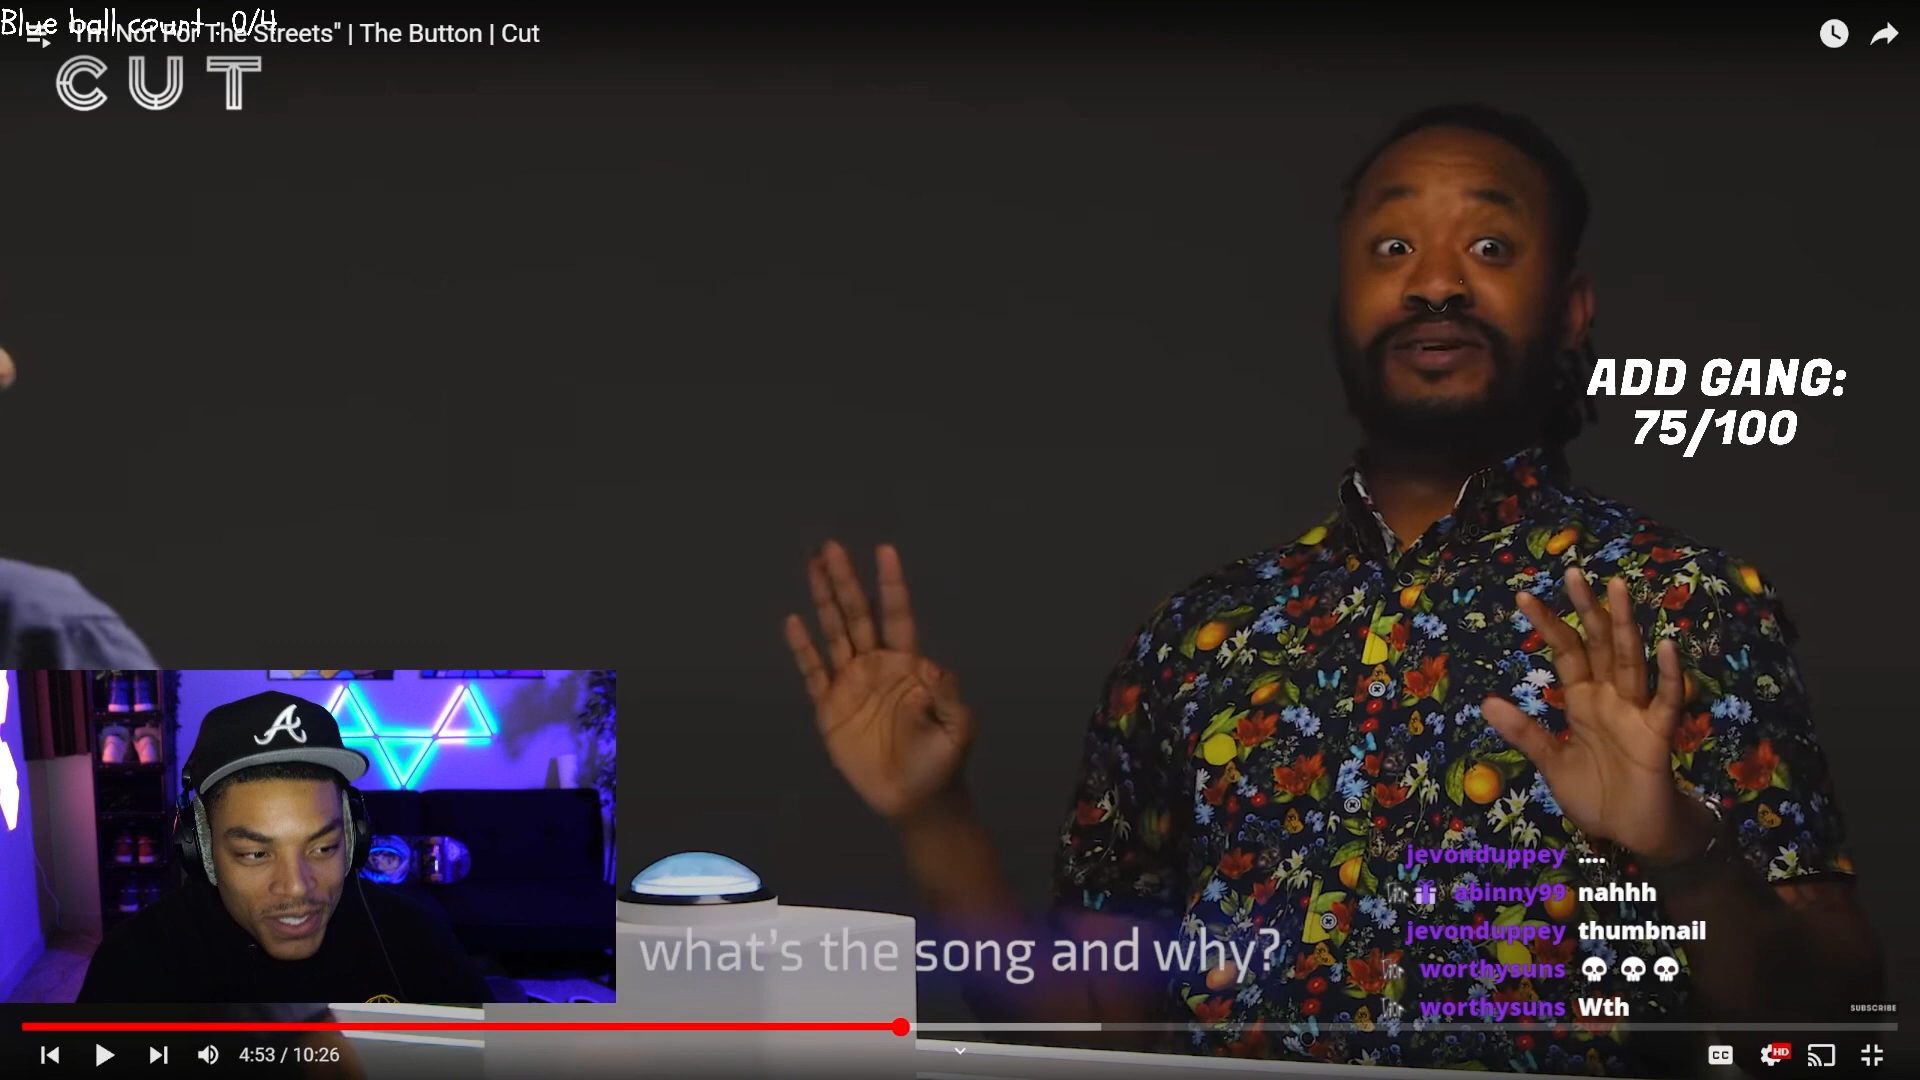 Blue ball count : 0/4
"I'm Not For The Streets" | The Button | Cut
CUT
ADD GANG:
75/100
A
jevonduppey ....
abinny99 nahhh
jevonduppey thumbnail
what's the song and why?
worthysuns 💀 💀 💀
worthysuns Wth
SUBSCRIBE
4:53 / 10:26
CC
HD